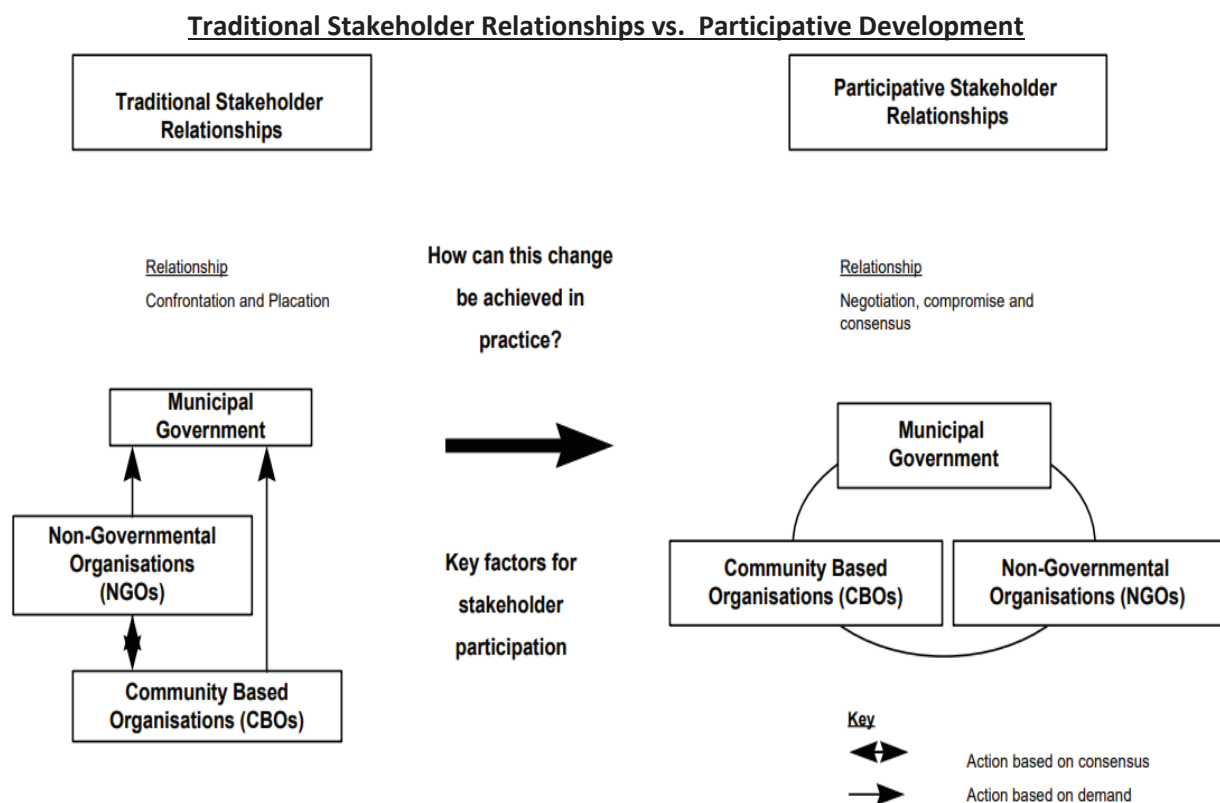 Traditional Stakeholder Relationships vs. Participative Development
Traditional Stakeholder
Relationships
Participative Stakeholder
Relationships
Relationship
Confrontation and Placation
How can this change
be achieved in
practice?
Relationship
Negotiation, compromise and
consensus
Municipal
Government
Non-Governmental
Organisations
(NGOs)
Community Based
Organisations (CBOs)
Key factors for
stakeholder
participation
Municipal
Government
Community Based
Organisations (CBOs)
Non-Governmental
Organisations (NGOs)
Key
Action based on consensus
Action based on demand